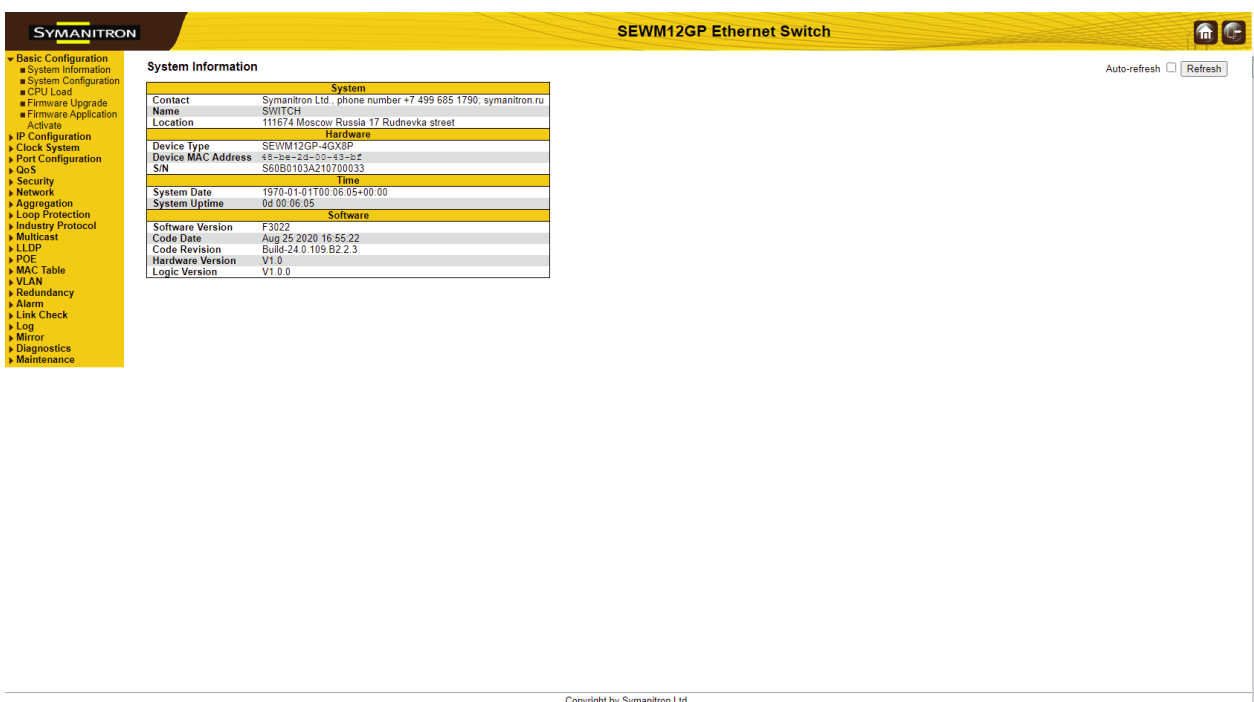 SYMANITRON
SEWM12GP Ethernet Switch
Basic Configuration
System Information
System Configuration
CPU Load
Firmware Upgrade
Firmware Application
Activate
IP Configuration
Clock System
Port Configuration
QoS
Security
Network
Aggregation
Loop Protection
Industry Protocol
Multicast
LLDP
POE
MAC Table
VLAN
Redundancy
Alarm
Link Check
Log
Mirror
Diagnostics
Maintenance
System Information
Auto-refresh Refresh
System
Contact Symanitron Ltd., phone number +7 499 685 1790; symanitron.ru
Name SWITCH
Location 111674 Moscow Russia 17 Rudnevka street
Hardware
Device Type SEWM12GP-4GX8P
Device MAC Address 48-be-2d-00-43-bf
S/N S60B0103A210700033
Time
System Date 1970-01-01T00:06:05+00:00
System Uptime 0d 00:06:05
Software
Software Version F3022
Code Date Aug 25 2020 16:55:22
Code Revision Build-24.0.109.B2.2.3
Hardware Version V1.0
Logic Version V1.0.0
Copyright by Symanitron Ltd